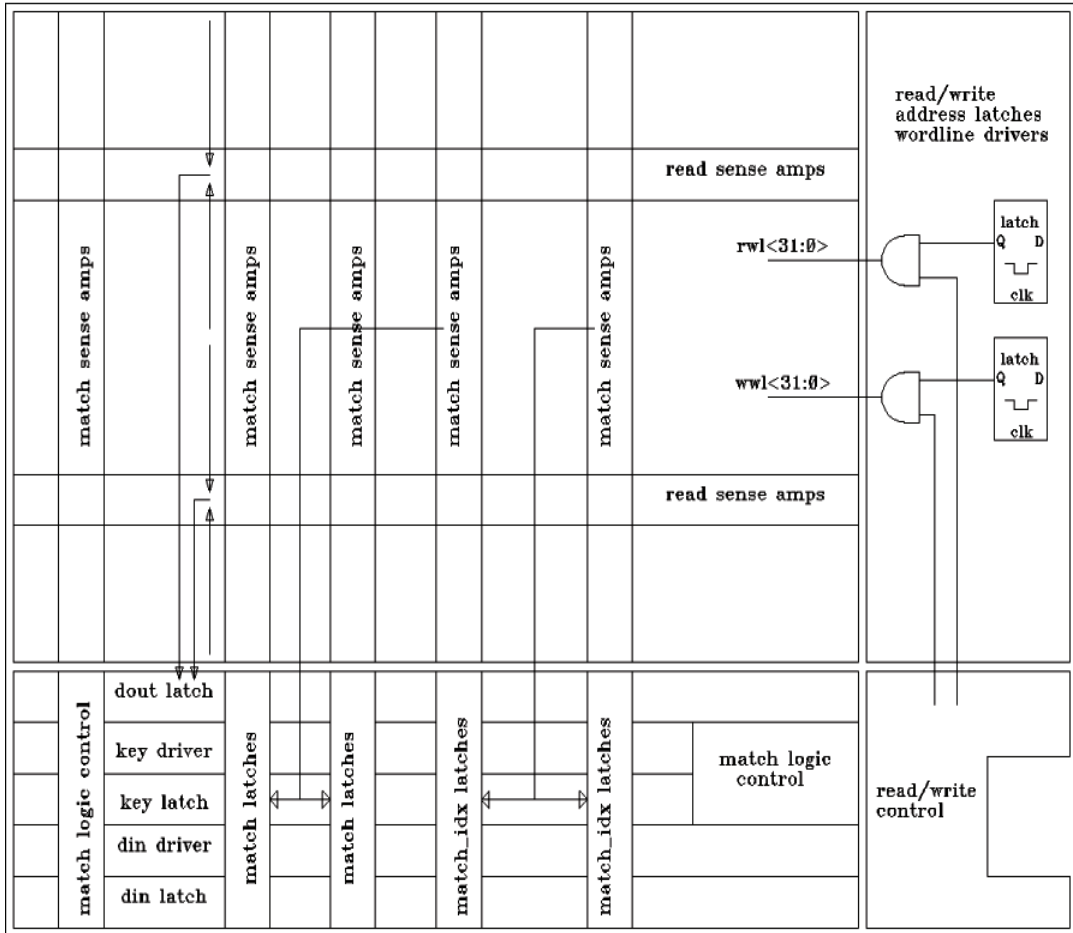 read/write
address latches
wordline drivers
read sense amps
latch
Q D
clk
rwl<31:0>
match sense amps
match sense amps
match sense amps
match sense amps
match sense amps
latch
Q D
clk
wwl<31:0>
read sense amps
match logic control
dout latch
key driver
key latch
din driver
din latch
match latches
match latches
match_idx latches
match_idx latches
match logic
control
read/write
control